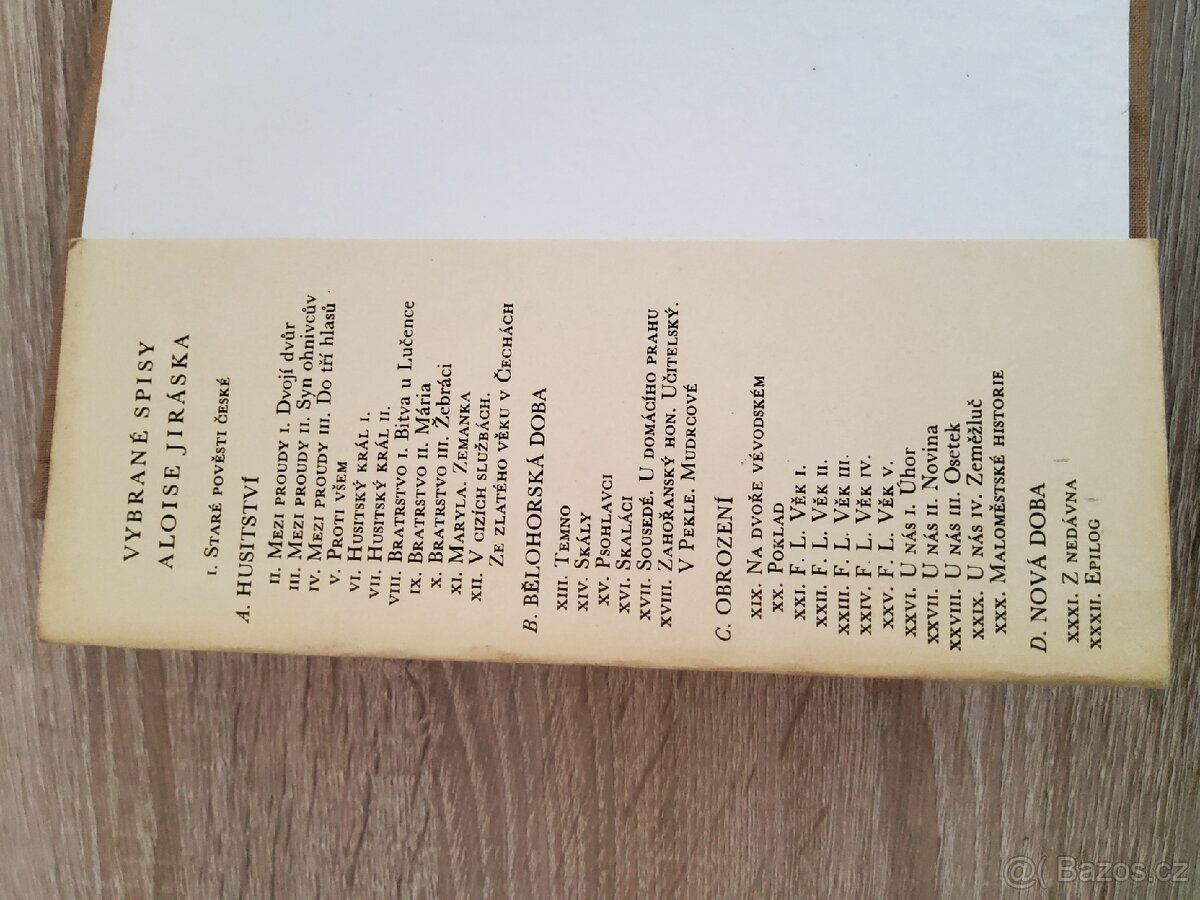 VYBRANÉ SPISY
ALOISE JIRÁSKA
I. STARÉ POVĚSTI ČESKÉ
A. HUSITSTVÍ
II. MEZI PROUDY I. Dvojí dvůr
III. MEZI PROUDY II. Syn ohnivcův
IV. MEZI PROUDY III. Do tří hlasů
V. PROTI VŠEM
VI. HUSITSKÝ KRÁL I.
VII. HUSITSKÝ KRÁL II.
VIII. BRATRSTVO I. Bitva u Lučence
IX. BRATRSTVO II. Mária
X. BRATRSTVO III. Žebráci
XI. MARYLA. ZEMANKA
XII. V CIZÍCH SLUŽBÁCH.
ZE ZLATÉHO VĚKU V ČECHÁCH
B. BĚLOHORSKÁ DOBA
XIII. TEMNO
XIV. SKÁLY
XV. PSOHLAVCI
XVI. SKALÁCI
XVII. SOUSEDÉ. U DOMÁCÍHO PRAHU
XVIII. ZAHOŘANSKÝ HON. UČITELSKÝ.
V PEKLE. MUDRCOVÉ
C. OBROZENÍ
XIX. NA DVOŘE VÉVODSKÉM
XX. POKLAD
XXI. F. L. VĚK I.
XXII. F. L. VĚK II.
XXIII. F. L. VĚK III.
XXIV. F. L. VĚK IV.
XXV. F. L. VĚK V.
XXVI. U NÁS I. Úhor
XXVII. U NÁS II. Novina
XXVIII. U NÁS III. Osetek
XXIX. U NÁS IV. Zeměžluč
XXX. MALOMĚSTSKÉ HISTORIE
D. NOVÁ DOBA
XXXI. Z NEDÁVNA
XXXII. EPILOG
@( Bazos.cz